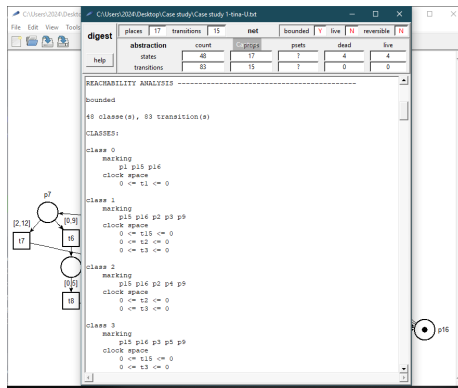 C:\Users\2024\Deskto
C:\Users\2024\Desktop\Case study\Case study 1-tina-U.txt
File Edit View Tools
digest
places 17 transitions 15 net bounded Y live N reversible N
abstraction count props psets dead live
help
states 48 17 ? 4 4
transitions 83 15 ? 0 0
REACHABILITY ANALYSIS -----------------------------------------
bounded
48 classe(s), 83 transition(s)
CLASSES:
class 0
marking
p1 p15 p16
clock space
0 <= t1 <= 0
class 1
marking
p15 p16 p2 p3 p9
clock space
0 <= t15 <= 0
0 <= t2 <= 0
0 <= t3 <= 0
class 2
marking
p15 p16 p2 p4 p9
clock space
0 <= t2 <= 0
0 <= t3 <= 0
class 3
marking
p15 p16 p3 p5 p9
clock space
0 <= t15 <= 0
0 <= t3 <= 0
p7
[2,12] [0,9]
t7 t6
[0,5]
t8
p16